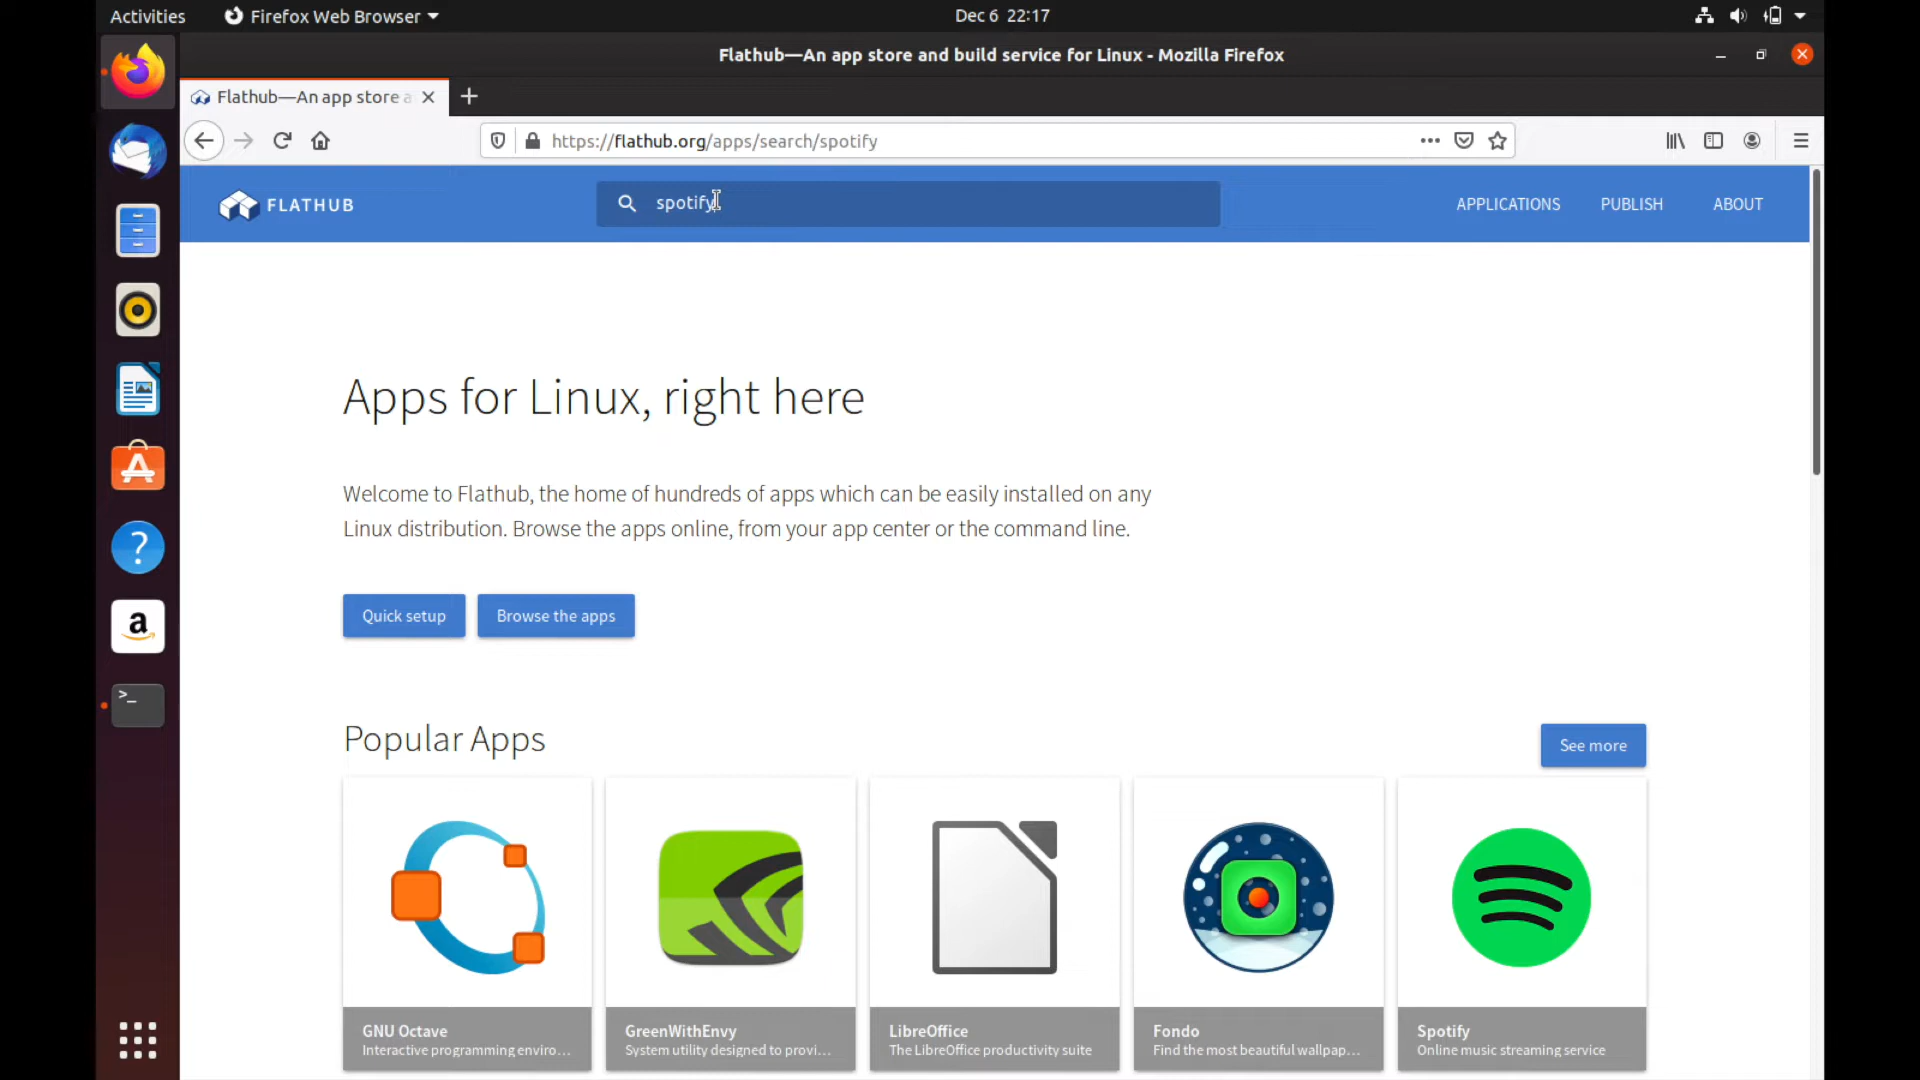 Activities
Firefox Web Browser
Dec 6 22:17
Flathub—An app store and build service for Linux - Mozilla Firefox
Flathub—An app store a
https://flathub.org/apps/search/spotify
FLATHUB
spotify
APPLICATIONS
PUBLISH
ABOUT
Apps for Linux, right here
Welcome to Flathub, the home of hundreds of apps which can be easily installed on any
Linux distribution. Browse the apps online, from your app center or the command line.
Quick setup
Browse the apps
Popular Apps
See more
GNU Octave
Interactive programming enviro...
GreenWithEnvy
System utility designed to provi...
LibreOffice
The LibreOffice productivity suite
Fondo
Find the most beautiful wallpap...
Spotify
Online music streaming service